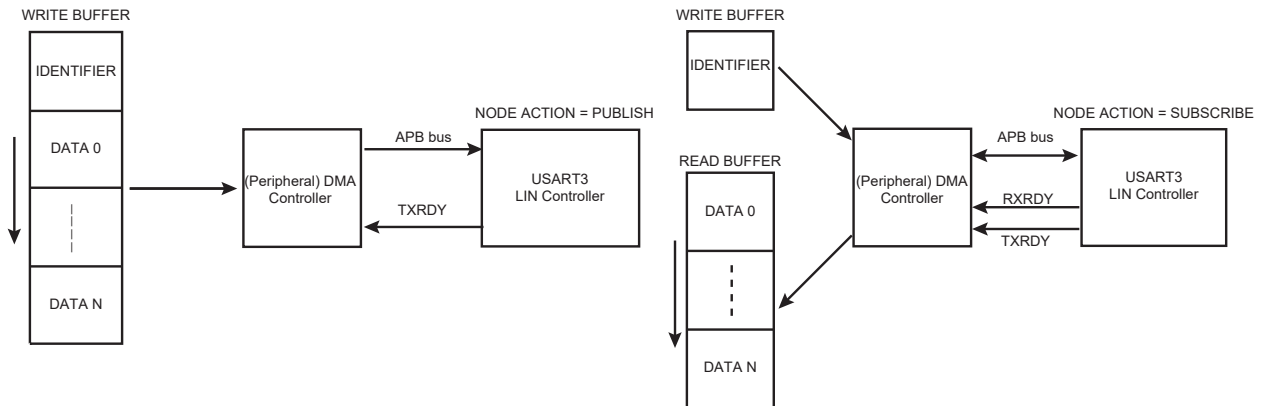 WRITE BUFFER
IDENTIFIER
DATA 0
DATA N
(Peripheral) DMA
Controller
APB bus
TXRDY
NODE ACTION = PUBLISH
USART3
LIN Controller
WRITE BUFFER
IDENTIFIER
READ BUFFER
DATA 0
DATA N
(Peripheral) DMA
Controller
APB bus
RXRDY
TXRDY
NODE ACTION = SUBSCRIBE
USART3
LIN Controller